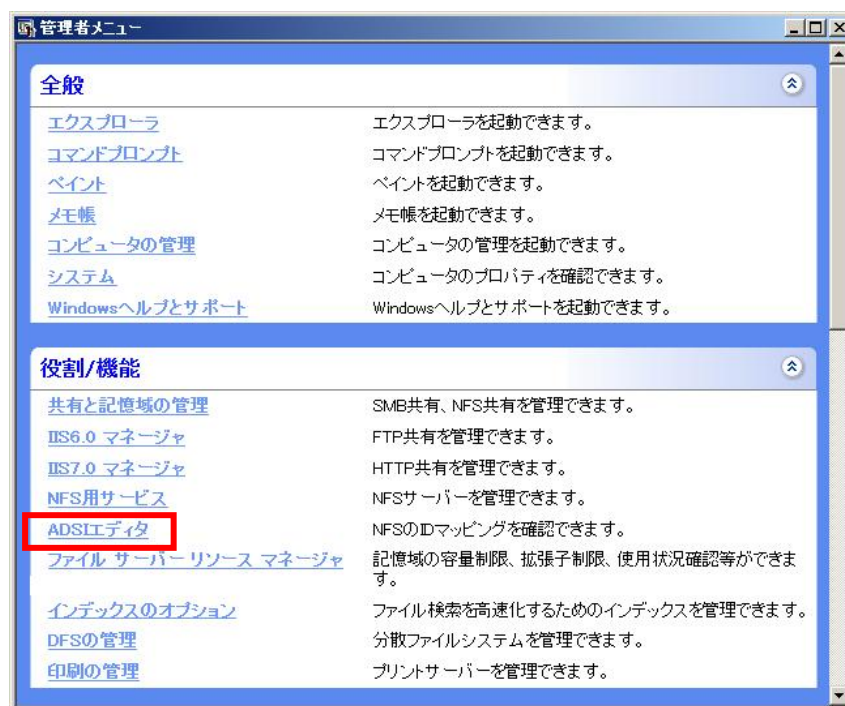 管理者メニュー
全般
エクスプローラ エクスプローラを起動できます。
コマンドプロンプト コマンドプロンプトを起動できます。
ペイント ペイントを起動できます。
メモ帳 メモ帳を起動できます。
コンピュータの管理 コンピュータの管理を起動できます。
システム コンピュータのプロパティを確認できます。
Windowsヘルプとサポート Windowsヘルプとサポートを起動できます。
役割/機能
共有と記憶域の管理 SMB共有、NFS共有を管理できます。
IIS6.0 マネージャ FTP共有を管理できます。
IIS7.0 マネージャ HTTP共有を管理できます。
NFS用サービス NFSサーバーを管理できます。
ADSIエディタ NFSのIDマッピングを確認できます。
ファイル サーバー リソース マネージャ 記憶域の容量制限、拡張子制限、使用状況確認等ができま
す。
インデックスのオプション ファイル検索を高速化するためのインデックスを管理できます。
DFSの管理 分散ファイルシステムを管理できます。
印刷の管理 プリントサーバーを管理できます。